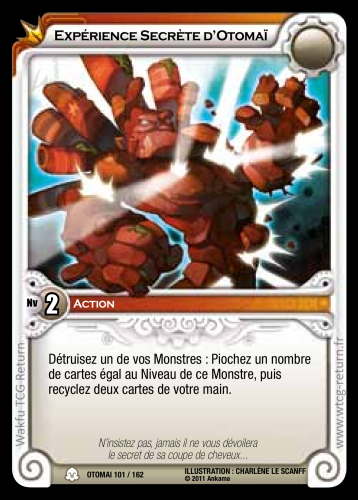 Expérience Secrète d'Otomaï
Nv 2 Action
Détruisez un de vos Monstres : Piochez un nombre
de cartes égal au Niveau de ce Monstre, puis
recyclez deux cartes de votre main.
N'insistez pas, jamais il ne vous dévoilera
le secret de sa coupe de cheveux...
OTOMAI 101 / 162
ILLUSTRATION : CHARLÈNE LE SCANFF
© 2011 Ankama
Wakfu TCG Return
www.wtcg-return.fr